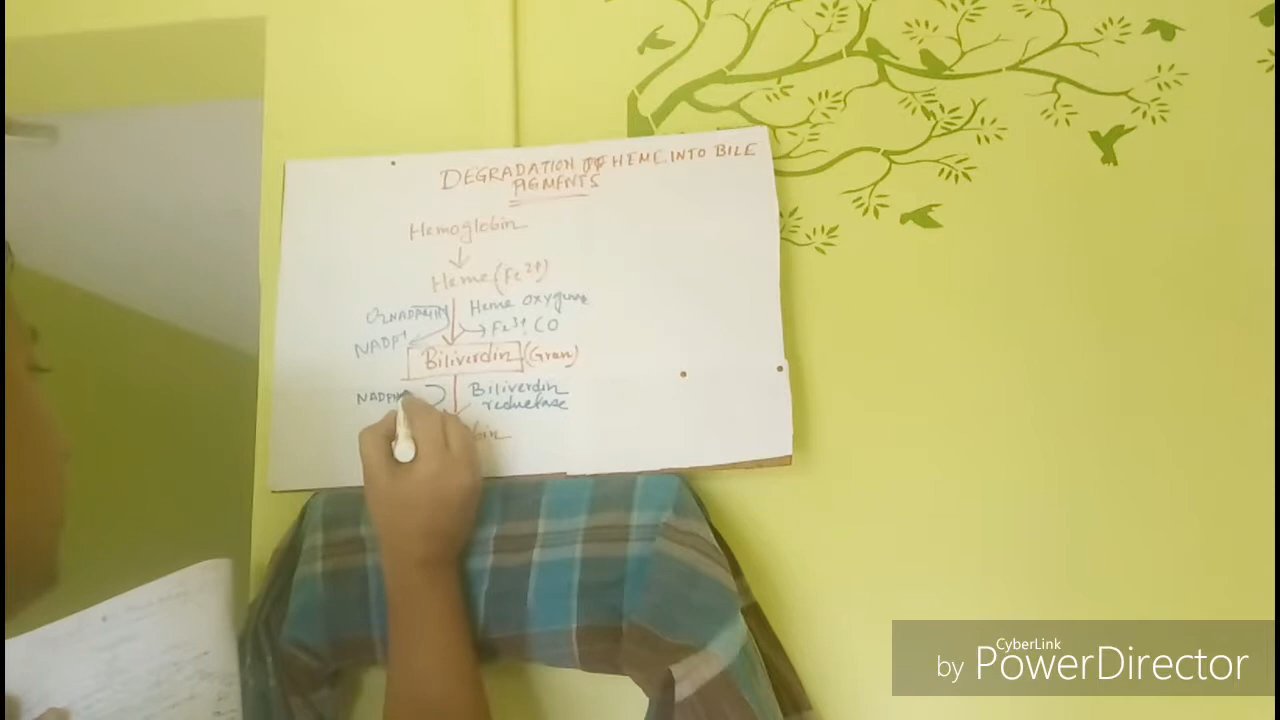 DEGRADATION OF HEME INTO BILE
PIGMENTS
Hemoglobin
Heme (Fe2+)
Heme oxygenase
Fe3+, CO
NADP+
Biliverdin (Green)
NADPH
Biliverdin
reductase
CyberLink
by PowerDirector